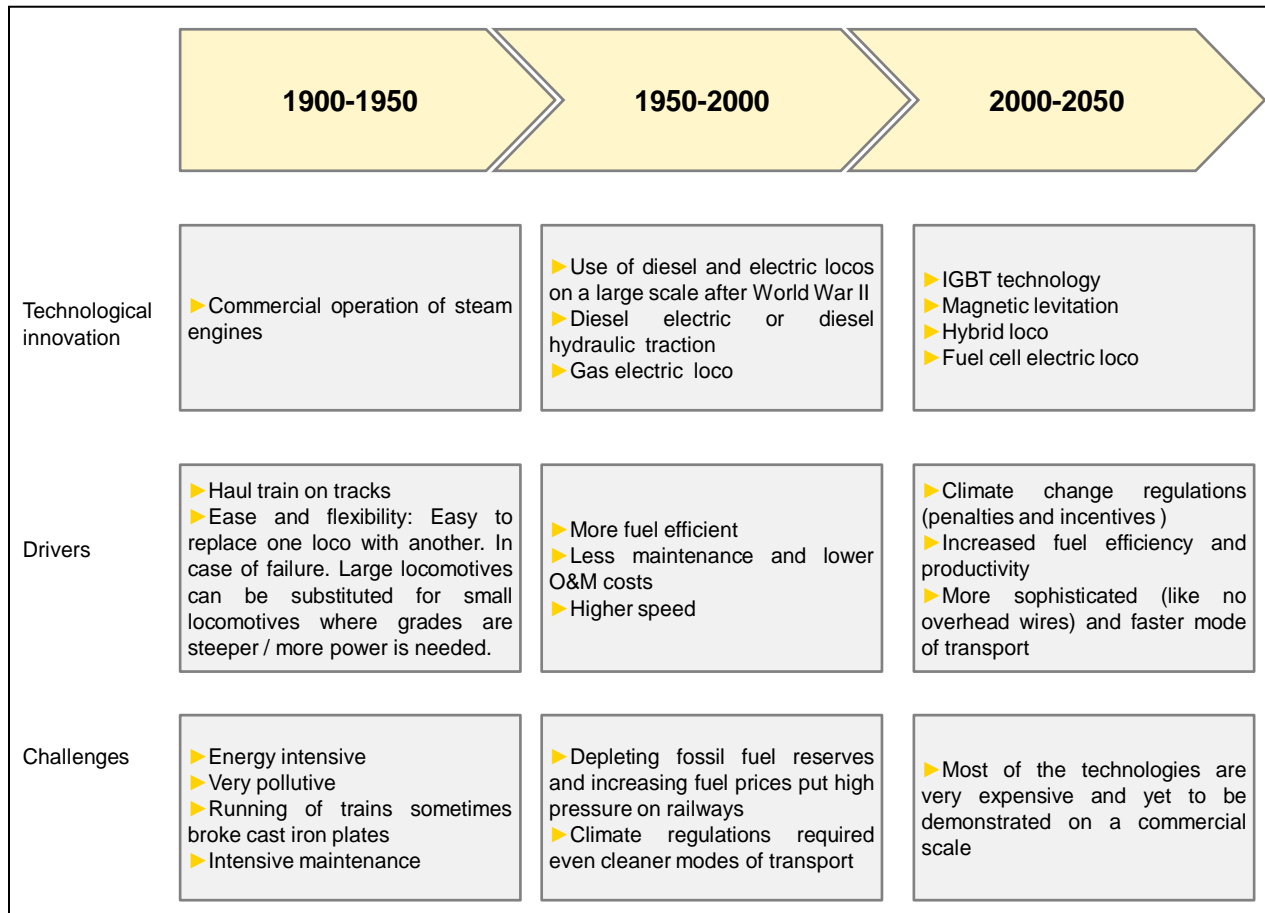 1900-1950
1950-2000
2000-2050
Technological
innovation
►Commercial operation of steam
engines
►Use of diesel and electric locos
on a large scale after World War II
►Diesel electric or diesel
hydraulic traction
►Gas electric loco
►IGBT technology
►Magnetic levitation
►Hybrid loco
►Fuel cell electric loco
Drivers
►Haul train on tracks
►Ease and flexibility: Easy to
replace one loco with another. In
case of failure. Large locomotives
can be substituted for small
locomotives where grades are
steeper / more power is needed.
►More fuel efficient
►Less maintenance and lower
O&M costs
►Higher speed
►Climate change regulations
(penalties and incentives )
►Increased fuel efficiency and
productivity
►More sophisticated (like no
overhead wires) and faster mode
of transport
Challenges
►Energy intensive
►Very pollutive
►Running of trains sometimes
broke cast iron plates
►Intensive maintenance
►Depleting fossil fuel reserves
and increasing fuel prices put high
pressure on railways
►Climate regulations required
even cleaner modes of transport
►Most of the technologies are
very expensive and yet to be
demonstrated on a commercial
scale